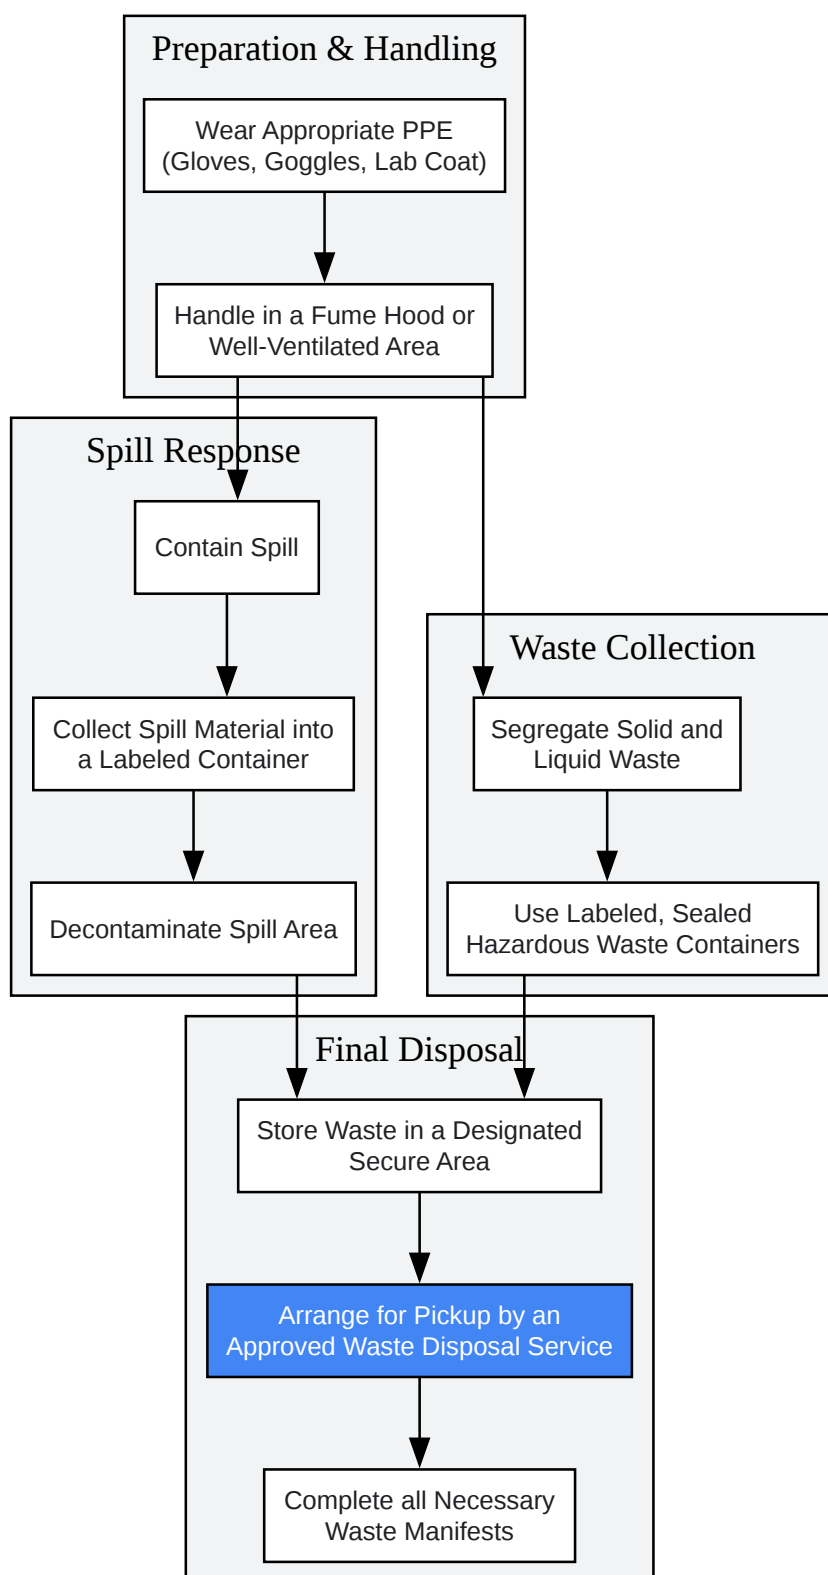 Preparation & Handling
Wear Appropriate PPE
(Gloves, Goggles, Lab Coat)
Handle in a Fume Hood or
Well-Ventilated Area
Spill Response
Contain Spill
Collect Spill Material into
a Labeled Container
Decontaminate Spill Area
Waste Collection
Segregate Solid and
Liquid Waste
Use Labeled, Sealed
Hazardous Waste Containers
Final Disposal
Store Waste in a Designated
Secure Area
Arrange for Pickup by an
Approved Waste Disposal Service
Complete all Necessary
Waste Manifests